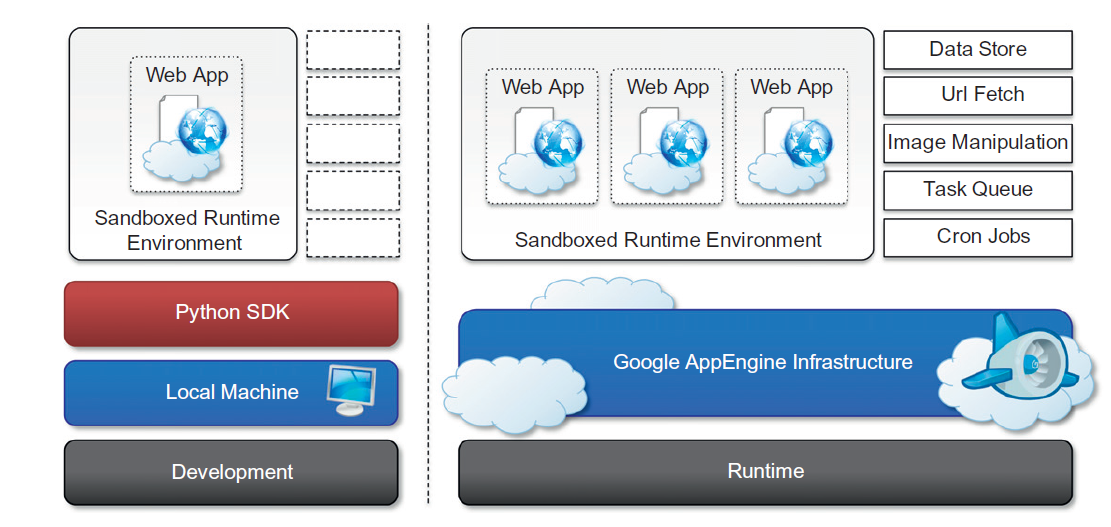 Web App
Sandboxed Runtime
Environment
Python SDK
Local Machine
Development
Web App
Web App
Web App
Sandboxed Runtime Environment
Data Store
Url Fetch
Image Manipulation
Task Queue
Cron Jobs
Google AppEngine Infrastructure
Runtime